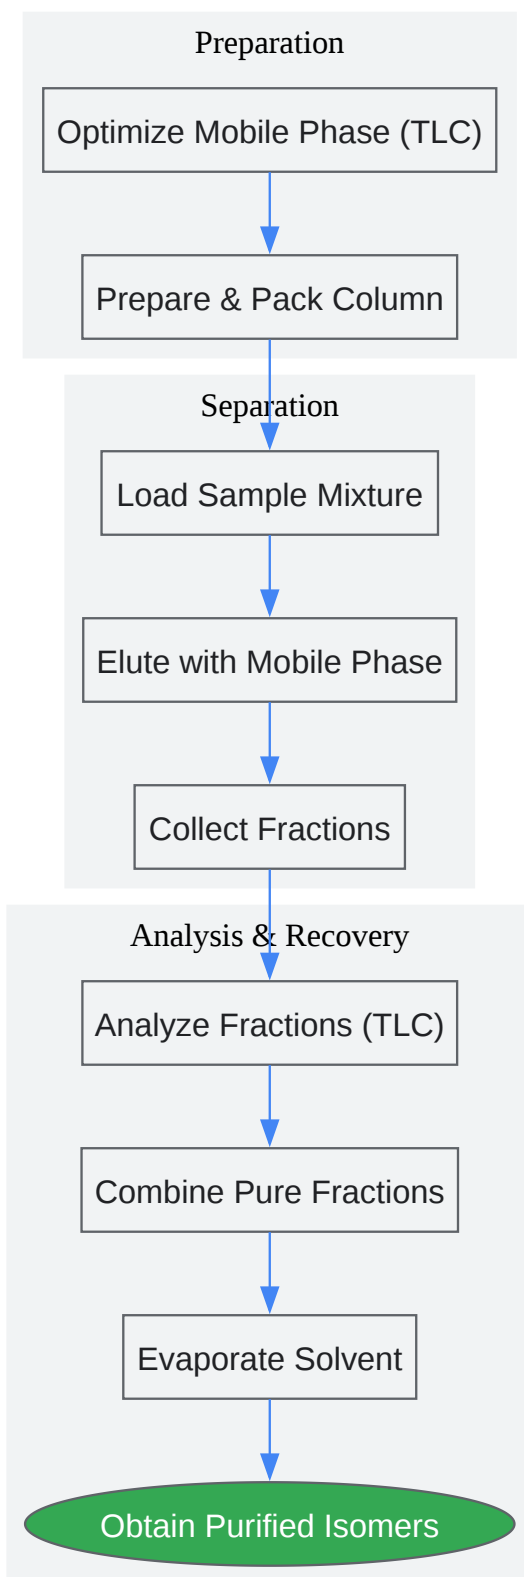 Preparation
Optimize Mobile Phase (TLC)
Prepare & Pack Column
Separation
Load Sample Mixture
Elute with Mobile Phase
Collect Fractions
Analysis & Recovery
Analyze Fractions (TLC)
Combine Pure Fractions
Evaporate Solvent
Obtain Purified Isomers